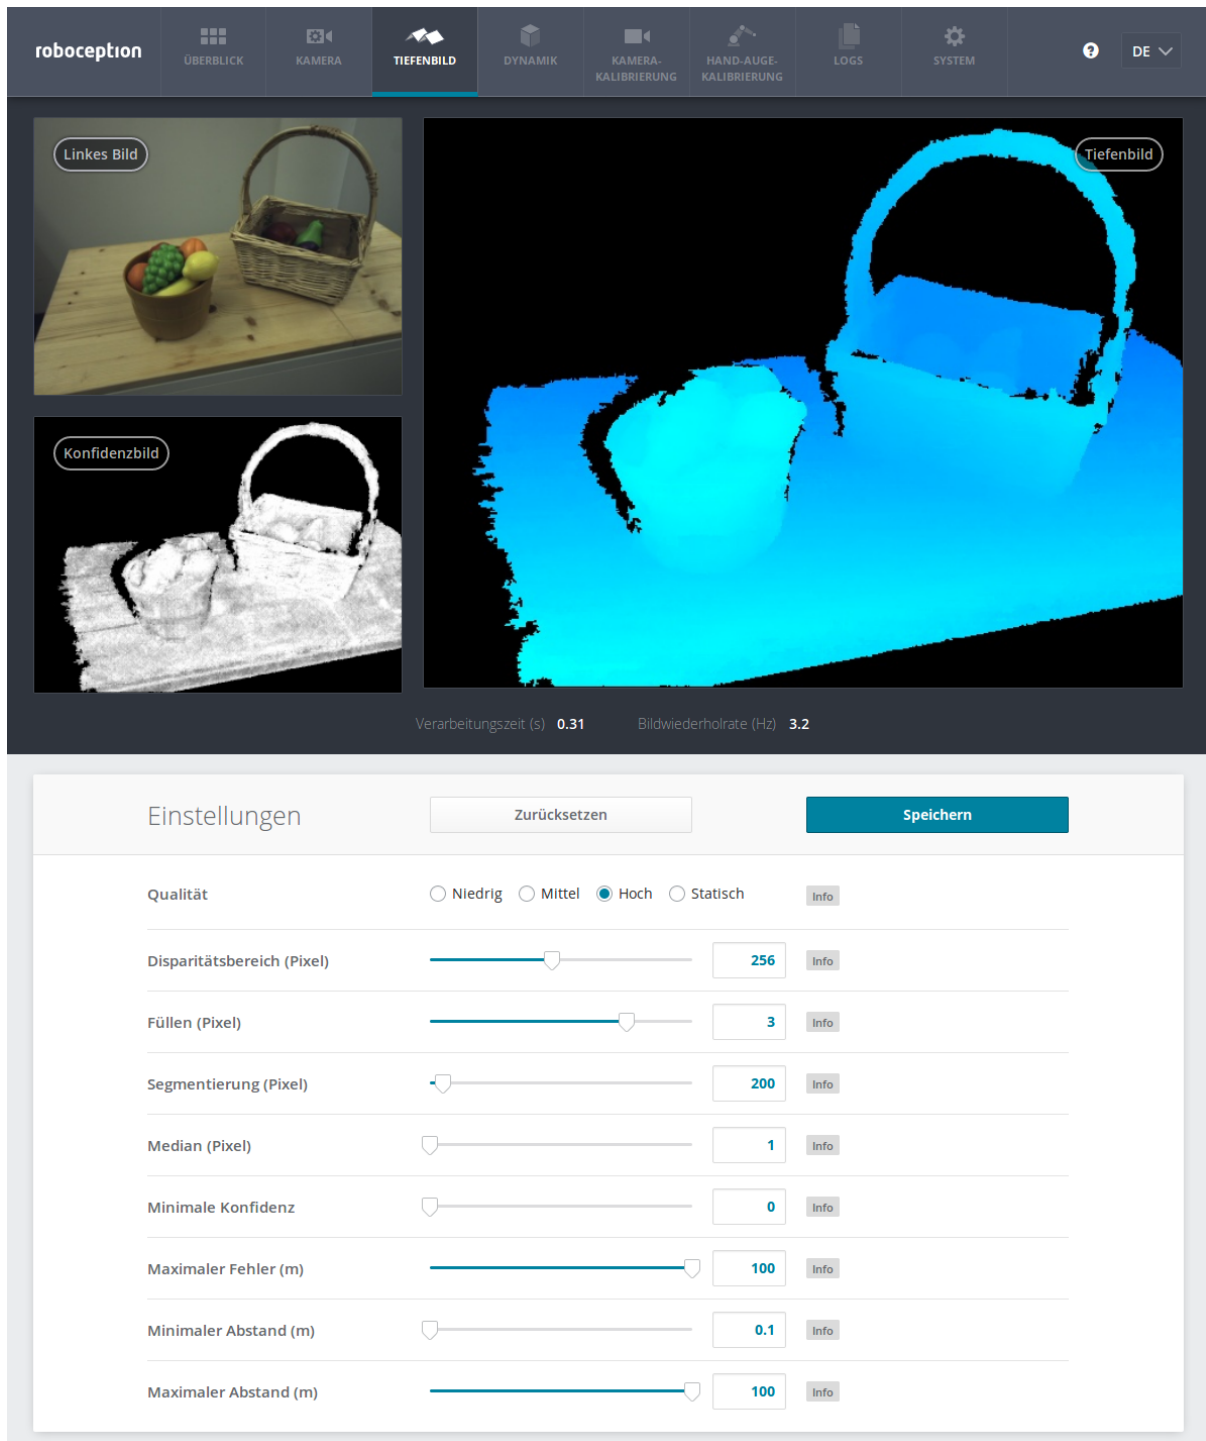 roboception
ÜBERBLICK
KAMERA
TIEFENBILD
DYNAMIK
KAMERA-
KALIBRIERUNG
HAND-AUGE-
KALIBRIERUNG
LOGS
SYSTEM
?
DE
Linkes Bild
Tiefenbild
Konfidenzbild
Verarbeitungszeit (s) 0.31 Bildwiederholrate (Hz) 3.2
Einstellungen Zurücksetzen Speichern
Qualität Niedrig Mittel Hoch Statisch Info
Disparitätsbereich (Pixel) 256 Info
Füllen (Pixel) 3 Info
Segmentierung (Pixel) 200 Info
Median (Pixel) 1 Info
Minimale Konfidenz 0 Info
Maximaler Fehler (m) 100 Info
Minimaler Abstand (m) 0.1 Info
Maximaler Abstand (m) 100 Info